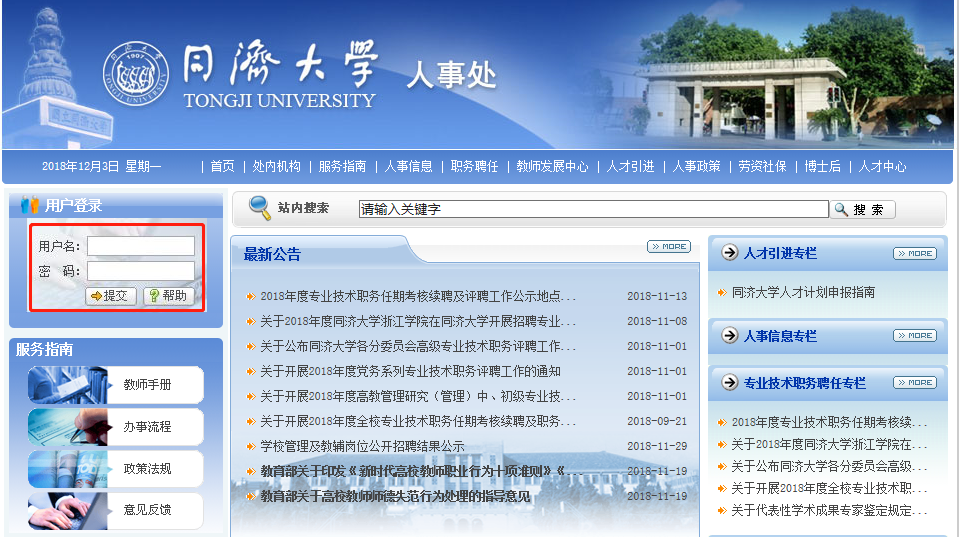 同濟大學
TONGJI UNIVERSITY
人事处
1907
2018年12月3日 星期一
| 首页 | 处内机构 | 服务指南 | 人事信息 | 职务聘任 | 教师发展中心 | 人才引进 | 人事政策 | 劳资社保 | 博士后 | 人才中心
用户登录
用户名:
密 码:
提交
帮助
服务指南
教师手册
办事流程
政策法规
意见反馈
站内搜索
请输入关键字
搜 索
最新公告
>> MORE
2018年度专业技术职务任期考核续聘及评聘工作公示地点... 2018-11-13
关于2018年度同济大学浙江学院在同济大学开展招聘专业... 2018-11-08
关于公布同济大学各分委员会高级专业技术职务评聘工作... 2018-11-01
关于开展2018年度党务系列专业技术职务评聘工作的通知 2018-11-01
关于开展2018年度高教管理研究（管理）中、初级专业技... 2018-11-01
关于开展2018年度全校专业技术职务任期考核续聘及职务... 2018-09-21
学校管理及教辅岗位公开招聘结果公示 2018-11-29
教育部关于印发《新时代高校教师职业行为十项准则》《... 2018-11-19
教育部关于高校教师师德失范行为处理的指导意见 2018-11-19
人才引进专栏
>> MORE
同济大学人才计划申报指南
人事信息专栏
>> MORE
专业技术职务聘任专栏
>> MORE
2018年度专业技术职务任期考核续...
关于2018年度同济大学浙江学院在...
关于公布同济大学各分委员会高级...
关于开展2018年度全校专业技术职...
关于代表性学术成果专家鉴定规定...